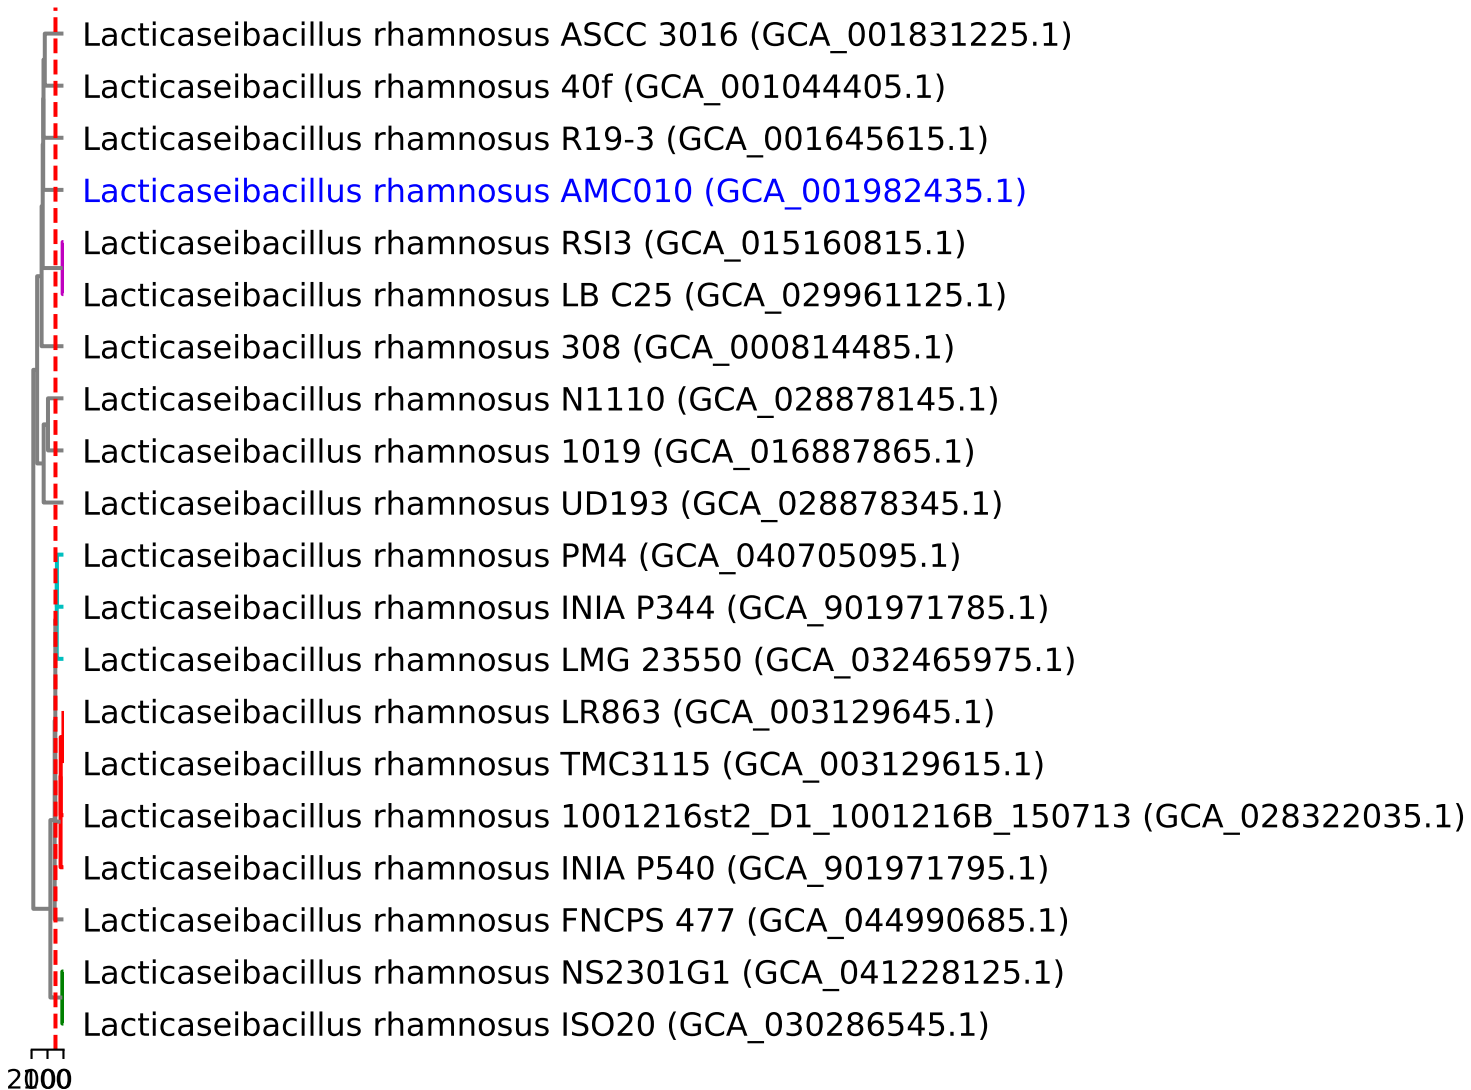 Lacticaseibacillus rhamnosus ASCC 3016 (GCA_001831225.1)
Lacticaseibacillus rhamnosus 40f (GCA_001044405.1)
Lacticaseibacillus rhamnosus R19-3 (GCA_001645615.1)
Lacticaseibacillus rhamnosus AMC010 (GCA_001982435.1)
Lacticaseibacillus rhamnosus RSI3 (GCA_015160815.1)
Lacticaseibacillus rhamnosus LB C25 (GCA_029961125.1)
Lacticaseibacillus rhamnosus 308 (GCA_000814485.1)
Lacticaseibacillus rhamnosus N1110 (GCA_028878145.1)
Lacticaseibacillus rhamnosus 1019 (GCA_016887865.1)
Lacticaseibacillus rhamnosus UD193 (GCA_028878345.1)
Lacticaseibacillus rhamnosus PM4 (GCA_040705095.1)
Lacticaseibacillus rhamnosus INIA P344 (GCA_901971785.1)
Lacticaseibacillus rhamnosus LMG 23550 (GCA_032465975.1)
Lacticaseibacillus rhamnosus LR863 (GCA_003129645.1)
Lacticaseibacillus rhamnosus TMC3115 (GCA_003129615.1)
Lacticaseibacillus rhamnosus 1001216st2_D1_1001216B_150713 (GCA_028322035.1)
Lacticaseibacillus rhamnosus INIA P540 (GCA_901971795.1)
Lacticaseibacillus rhamnosus FNCPS 477 (GCA_044990685.1)
Lacticaseibacillus rhamnosus NS2301G1 (GCA_041228125.1)
Lacticaseibacillus rhamnosus ISO20 (GCA_030286545.1)